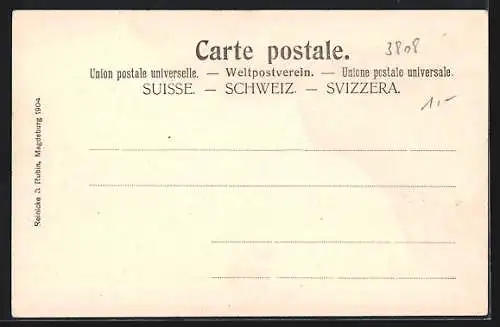 Carte postale.
3808
Union postale universelle. — Weltpostverein. — Unione postale universale.
SUISSE. — SCHWEIZ. — SVIZZERA.
1.-
Reinicke & Rubin, Magdeburg 1904